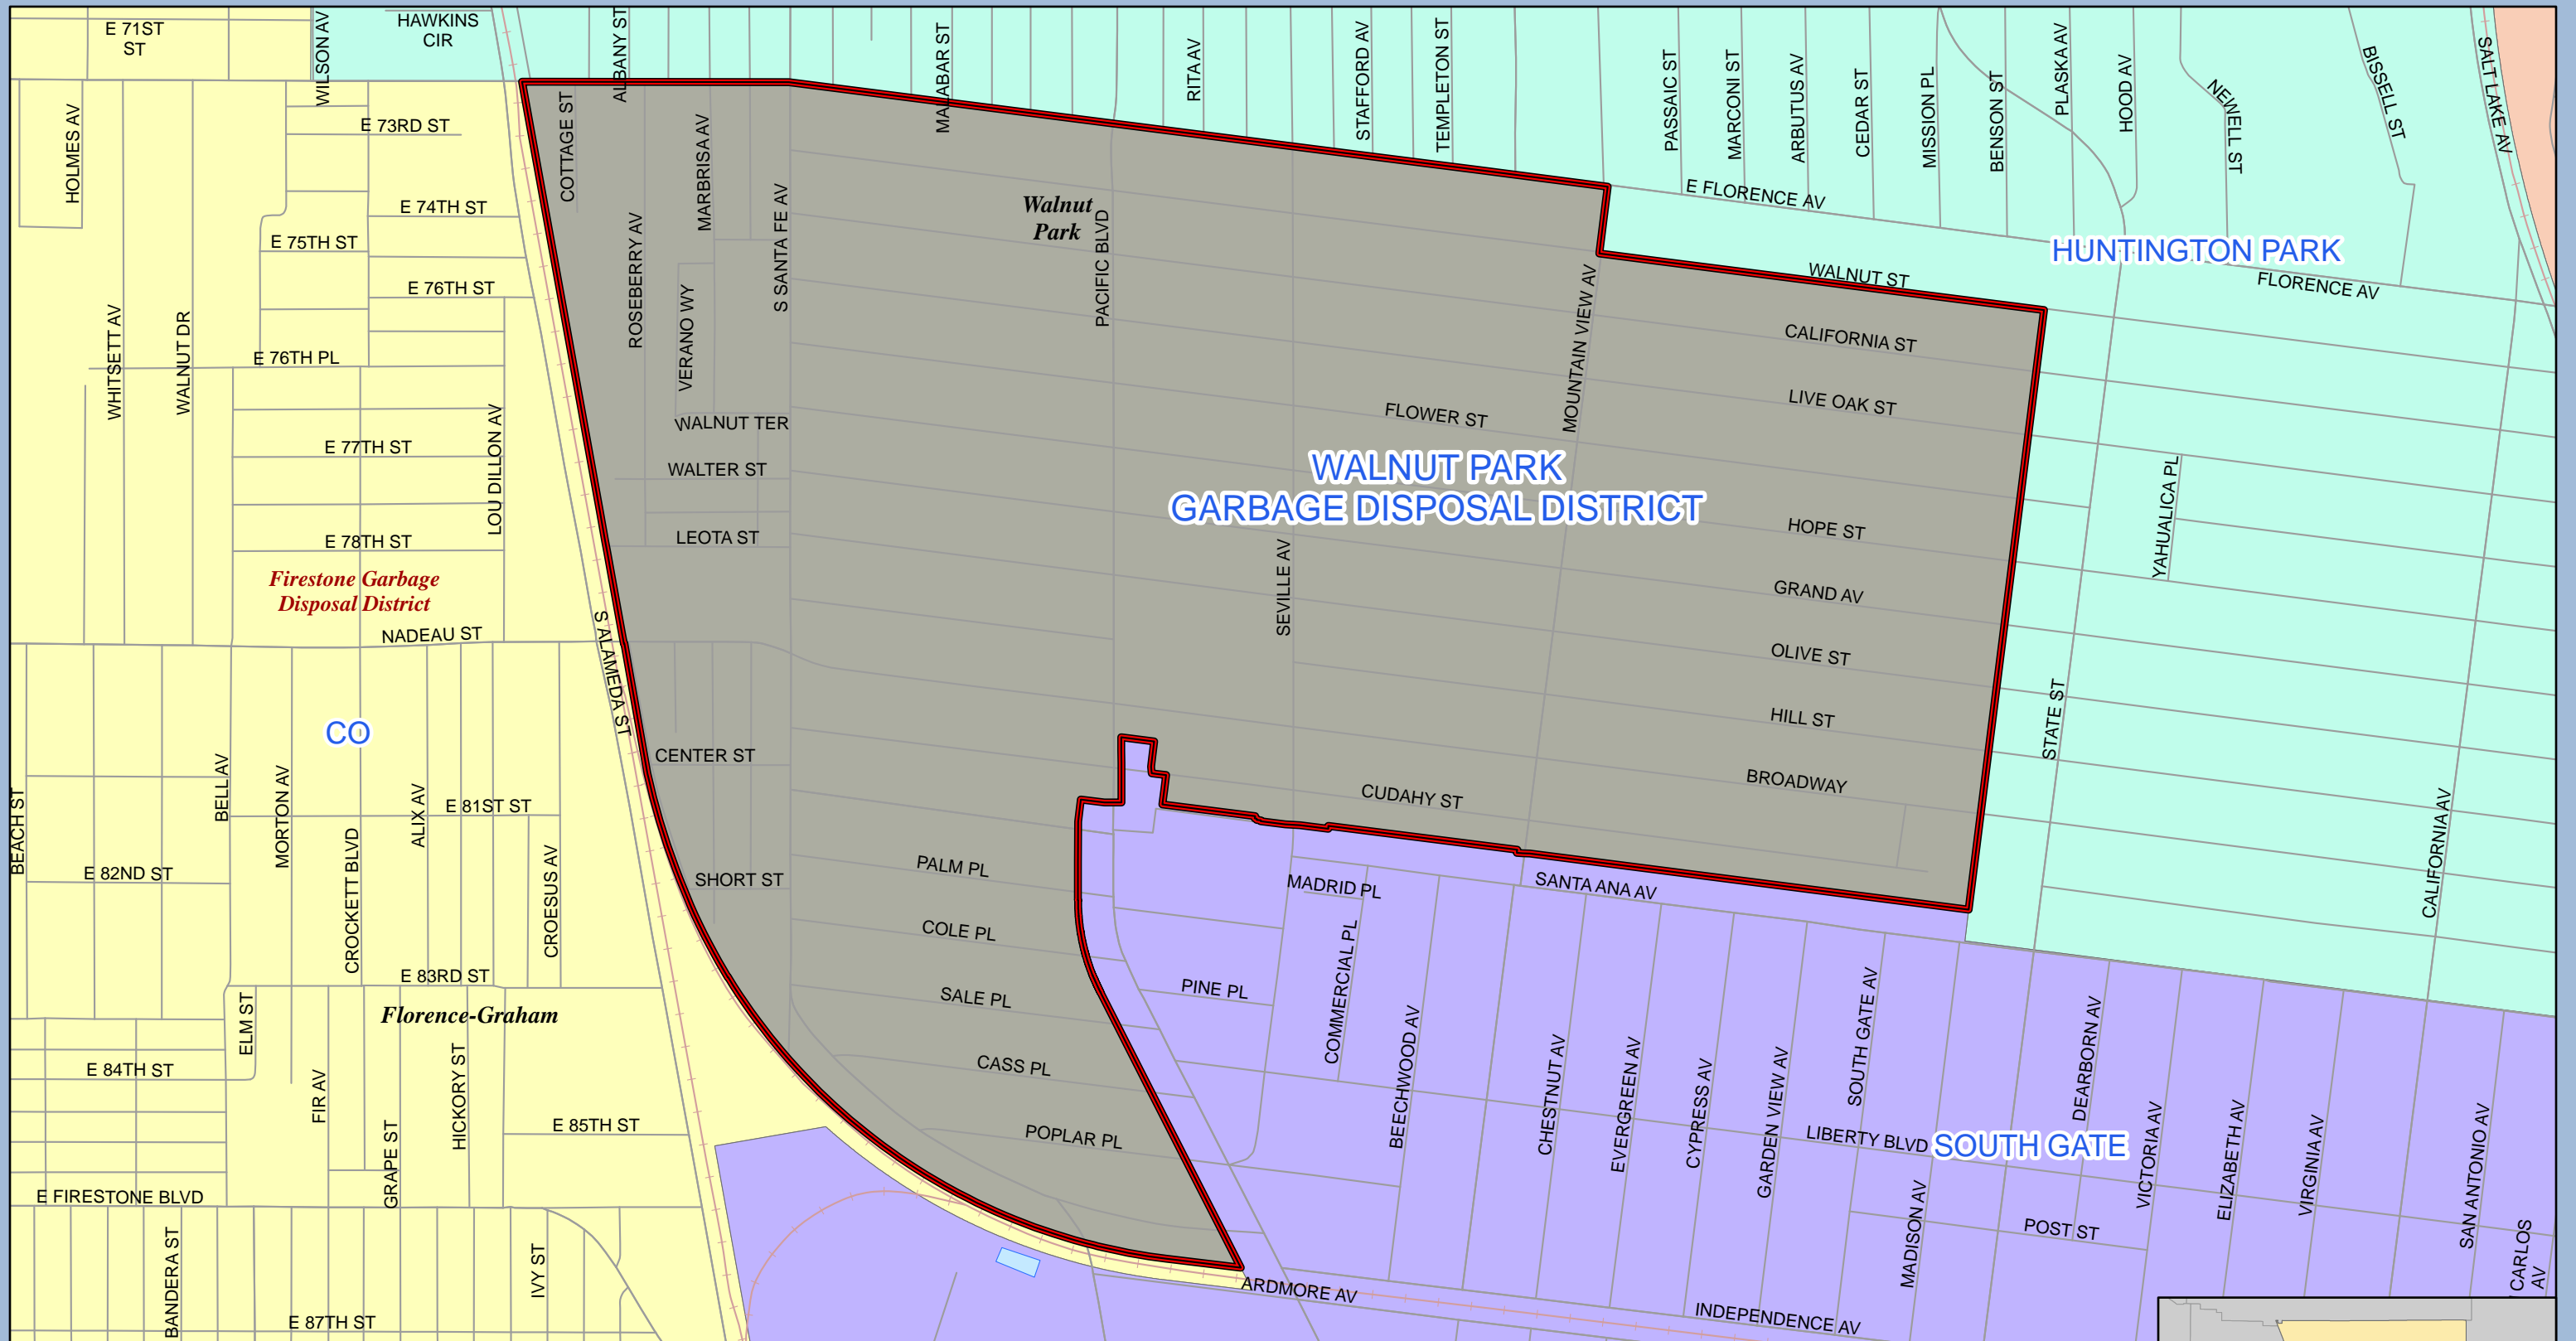 E 71ST
ST
WILSON AV
HAWKINS
CIR
ALBANY ST
MALABAR ST
RITA AV
STAFFORD AV
TEMPLETON ST
PASSAIC ST
MARCONI ST
ARBUTUS AV
CEDAR ST
MISSION PL
BENSON ST
PLASKA AV
HOOD AV
NEWELL ST
BISSELL ST
SALT LAKE AV
HOLMES AV
E 73RD ST
COTTAGE ST
MARBRISA AV
E 74TH ST
E 75TH ST
E 76TH ST
E 76TH PL
WHITSETT AV
WALNUT DR
ROSEBERRY AV
VERANO WY
S SANTA FE AV
Walnut
Park
PACIFIC BLVD
E FLORENCE AV
HUNTINGTON PARK
WALNUT ST
FLORENCE AV
MOUNTAIN VIEW AV
CALIFORNIA ST
LIVE OAK ST
FLOWER ST
WALNUT TER
WALTER ST
LEOTA ST
E 77TH ST
LOU DILLON AV
E 78TH ST
WALNUT PARK
GARBAGE DISPOSAL DISTRICT
HOPE ST
YAHUALICA PL
SEVILLE AV
GRAND AV
OLIVE ST
HILL ST
BROADWAY
CUDAHY ST
STATE ST
CALIFORNIA AV
Firestone Garbage
Disposal District
NADEAU ST
S ALAMEDA ST
CO
CENTER ST
BEACH ST
BELL AV
MORTON AV
CROCKETT BLVD
ALIX AV
E 81ST ST
CROESUS AV
E 82ND ST
SHORT ST
PALM PL
COLE PL
SALE PL
CASS PL
POPLAR PL
MADRID PL
SANTA ANA AV
PINE PL
COMMERCIAL PL
BEECHWOOD AV
CHESTNUT AV
EVERGREEN AV
CYPRESS AV
GARDEN VIEW AV
SOUTH GATE AV
DEARBORN AV
E 83RD ST
Florence-Graham
ELM ST
E 84TH ST
FIR AV
GRAPE ST
HICKORY ST
E 85TH ST
LIBERTY BLVD
SOUTH GATE
VICTORIA AV
ELIZABETH AV
VIRGINIA AV
SAN ANTONIO AV
MADISON AV
POST ST
CARLOS
AV
E FIRESTONE BLVD
BANDERA ST
IVY ST
E 87TH ST
ARDMORE AV
INDEPENDENCE AV